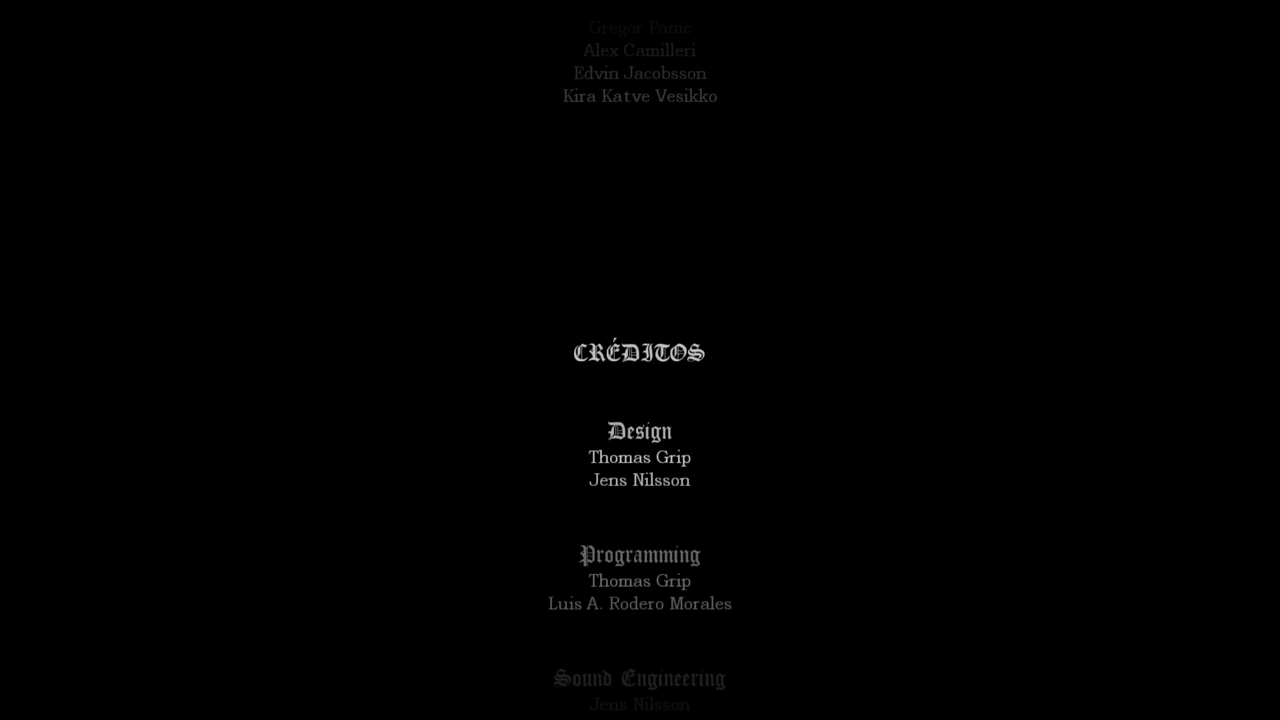 Gregor Panič
Alex Camilleri
Edvin Jacobsson
Kira Katve Vesikko
CRÉDITOS
Design
Thomas Grip
Jens Nilsson
Programming
Thomas Grip
Luis A. Rodero Morales
Sound Engineering
Jens Nilsson